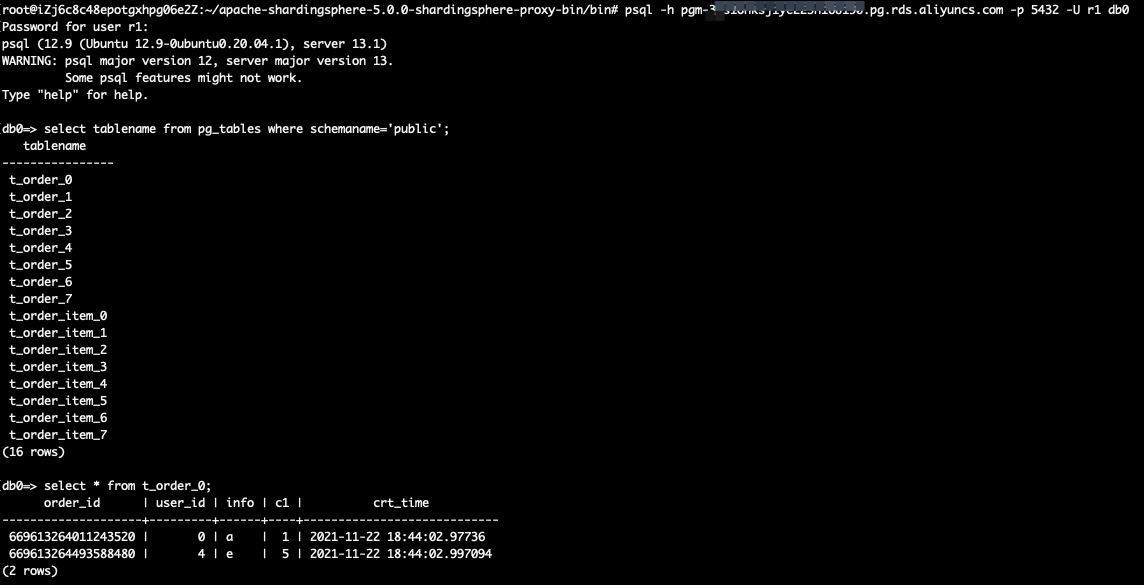 [root@iZj6c8c48epotgxhpg06e2Z:~/apache-shardingsphere-5.0.0-shardingsphere-proxy-bin/bin# psql -h pgm-3 .pg.rds.aliyuncs.com -p 5432 -U r1 db0
[Password for user r1:
psql (12.9 (Ubuntu 12.9-0ubuntu0.20.04.1), server 13.1)
WARNING: psql major version 12, server major version 13.
Some psql features might not work.
Type "help" for help.
[db0=> select tablename from pg_tables where schemaname='public';
tablename
----------------
t_order_0
t_order_1
t_order_2
t_order_3
t_order_4
t_order_5
t_order_6
t_order_7
t_order_item_0
t_order_item_1
t_order_item_2
t_order_item_3
t_order_item_4
t_order_item_5
t_order_item_6
t_order_item_7
(16 rows)
[db0=> select * from t_order_0;
order_id | user_id | info | c1 | crt_time
--------------------+---------+------+----+----------------------------
669613264011243520 | 0 | a | 1 | 2021-11-22 18:44:02.97736
669613264493588480 | 4 | e | 5 | 2021-11-22 18:44:02.997094
(2 rows)